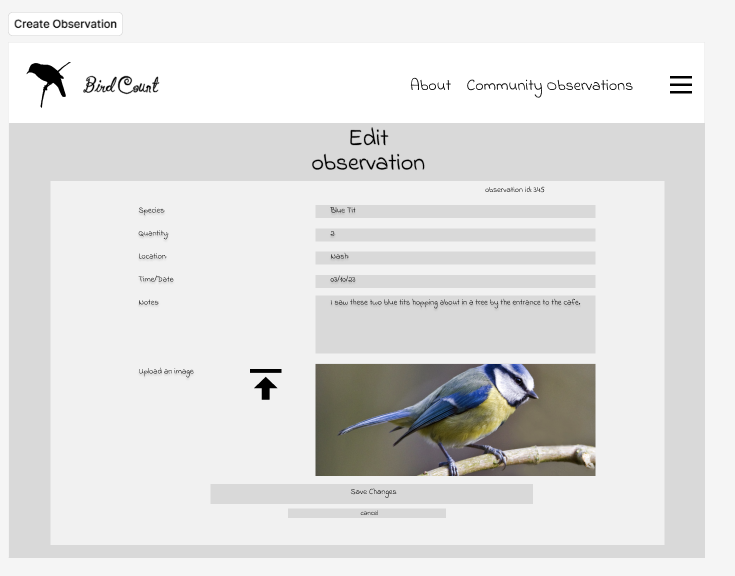 Create Observation
Bird Count
About Community Observations
Edit
observation
observation id: 345
Species Blue Tit
Quantity 2
Location Nash
Time/Date 03/10/23
Notes I saw these two blue tits hopping about in a tree by the entrance to the cafe.
Upload an image
Save Changes
cancel